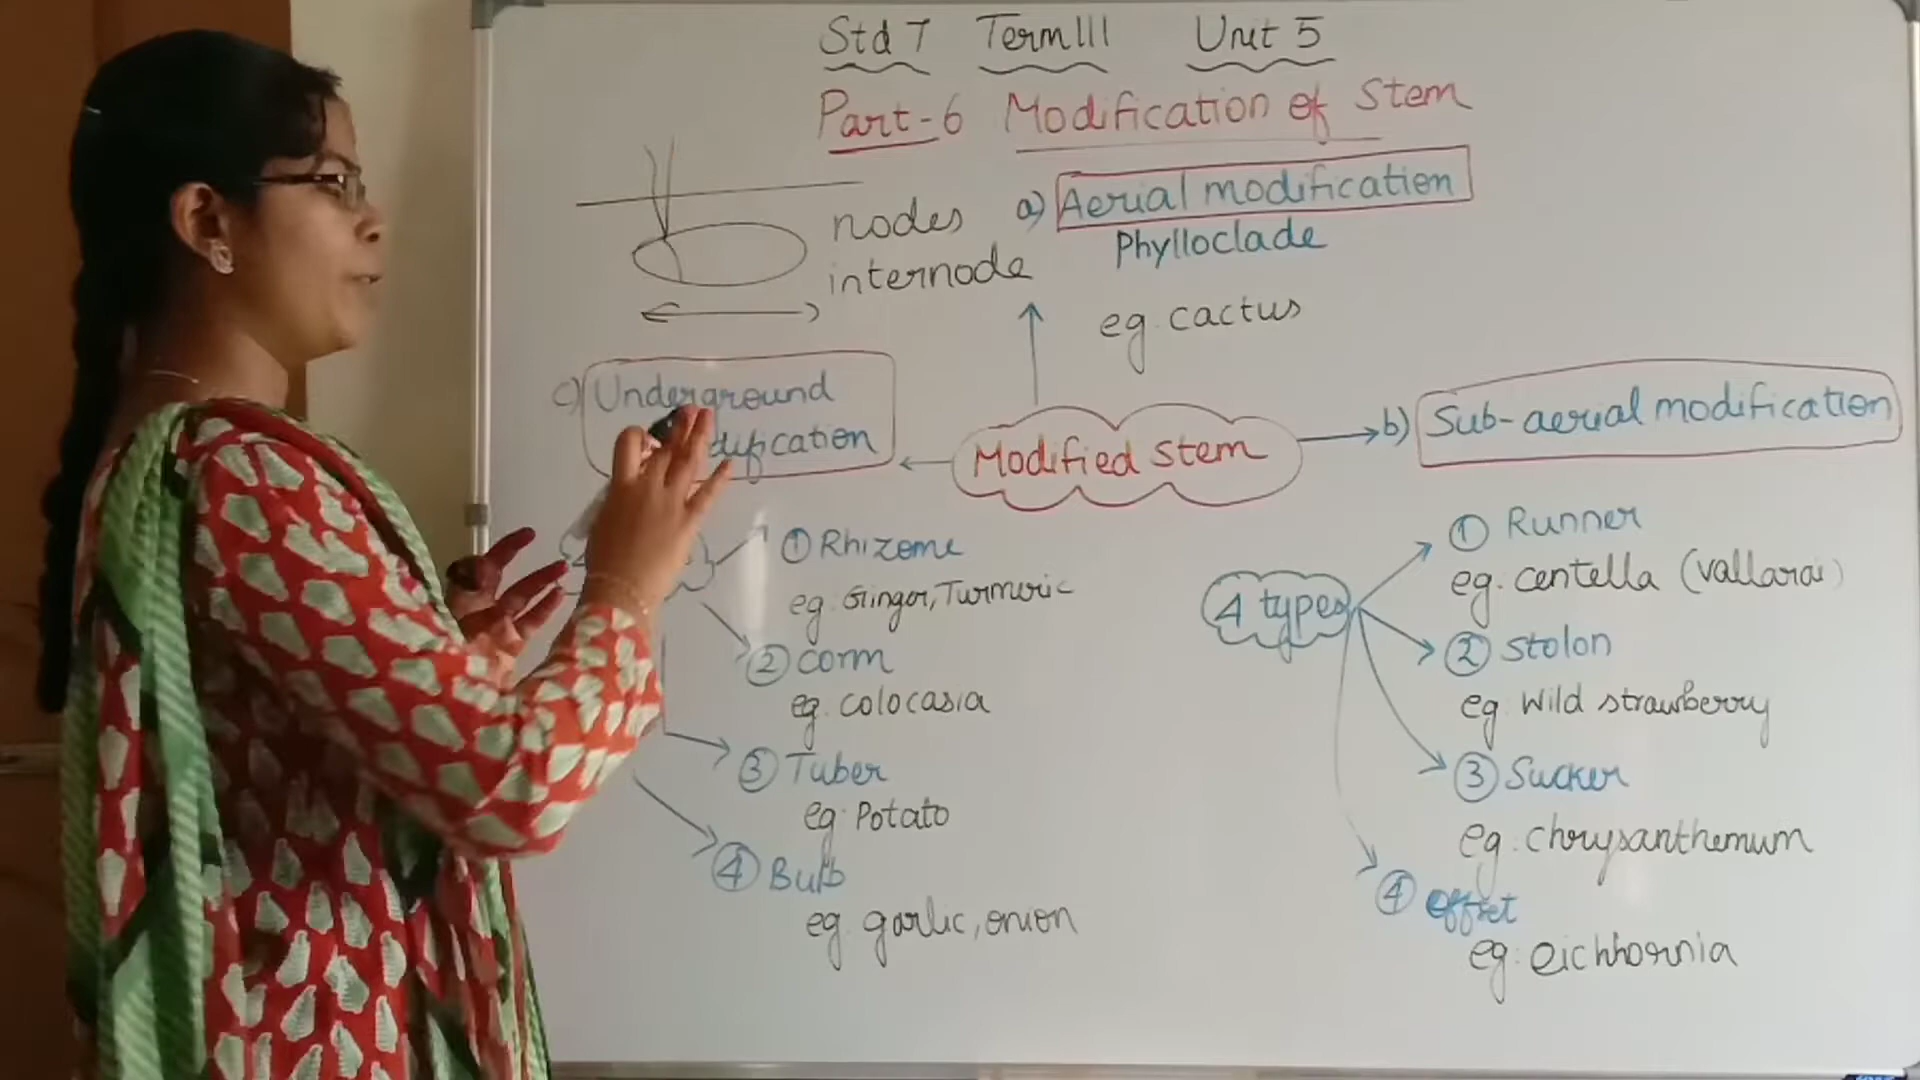 Std 7 Term III Unit 5
Part-6 Modification of Stem
nodes
internode
a) Aerial modification
Phylloclade
eg. cactus
c) Underground
dification
Modified Stem
b) Sub-aerial modification
① Rhizome
eg. Ginger, Turmeric
② corm
eg. colocasia
③ Tuber
eg. Potato
④ Bulb
eg. garlic, onion
4 types
① Runner
eg. centella (vallarai)
② Stolon
eg. Wild strawberry
③ Sucker
eg. chrysanthemum
④ offset
eg. eichhornia